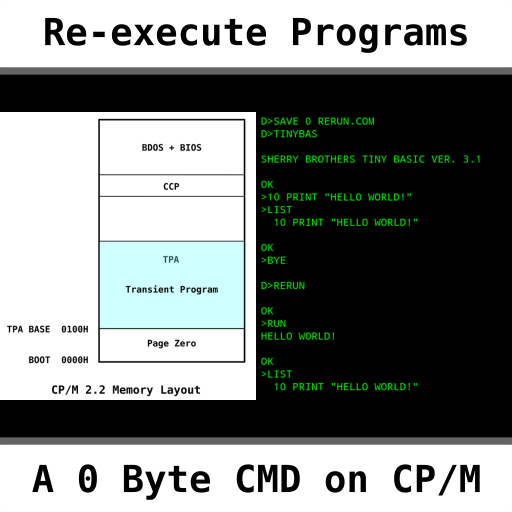 Re-execute Programs
BDOS + BIOS
CCP
TPA
Transient Program
TPA BASE  0100H
Page Zero
BOOT  0000H
CP/M 2.2 Memory Layout
D>SAVE 0 RERUN.COM
D>TINYBAS
SHERRY BROTHERS TINY BASIC VER. 3.1
OK
>10 PRINT "HELLO WORLD!"
>LIST
  10 PRINT "HELLO WORLD!"
OK
>BYE
D>RERUN
OK
>RUN
HELLO WORLD!
OK
>LIST
  10 PRINT "HELLO WORLD!"
A 0 Byte CMD on CP/M